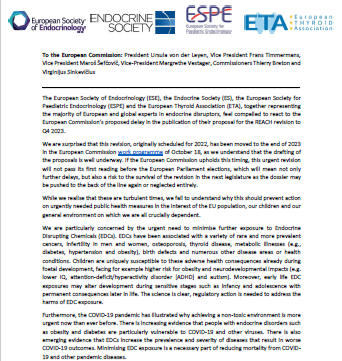 European Society
of Endocrinology
ENDOCRINE
SOCIETY
ESPE
European Society
for Paediatric Endocrinology
ETA
European
Thyroid
Association
To the European Commission: President Ursula von der Leyen, Vice President Frans Timmermans,
Vice President Maroš Šefčovič, Vice-President Margrethe Vestager, Commissioners Thierry Breton and
Virginijus Sinkevičius
The European Society of Endocrinology (ESE), the Endocrine Society (ES), the European Society for
Paediatric Endocrinology (ESPE) and the European Thyroid Association (ETA), together representing
the majority of European and global experts in endocrine disruptors, feel compelled to react to the
European Commission's proposed delay in the publication of their proposal for the REACH revision to
Q4 2023.
We are surprised that this revision, originally scheduled for 2022, has been moved to the end of 2023
in the European Commission work programme of October 18, as we understand that the drafting of
the proposals is well underway. If the European Commission upholds this timing, this urgent revision
will not pass its first reading before the European Parliament elections, which will mean not only
further delays, but also a risk to the survival of the revision in the next legislature as the dossier may
be pushed to the back of the line again or neglected entirely.
While we realise that these are turbulent times, we fail to understand why this should prevent action
on urgently needed public health measures in the interest of the EU population, our children and our
general environment on which we are all crucially dependent.
We are particularly concerned by the urgent need to minimise further exposure to Endocrine
Disrupting Chemicals (EDCs). EDCs have been associated with a variety of rare and more prevalent
cancers, infertility in men and women, osteoporosis, thyroid disease, metabolic illnesses (e.g.,
diabetes, hypertension and obesity), birth defects and numerous other disease areas or health
conditions. Children are uniquely susceptible to these adverse health consequences already during
foetal development, facing for example higher risk for obesity and neurodevelopmental impacts (e.g.
lower IQ, attention-deficit/hyperactivity disorder (ADHD) and autism). Moreover, early life EDC
exposures may alter development during sensitive stages such as infancy and adolescence with
permanent consequences later in life. The science is clear, regulatory action is needed to address the
harms of EDC exposure.
Furthermore, the COVID-19 pandemic has illustrated why achieving a non-toxic environment is more
urgent now than ever before. There is increasing evidence that people with endocrine disorders such
as obesity and diabetes are particularly vulnerable to COVID-19 and other viruses. There is also
emerging evidence that EDCs increase the prevalence and severity of diseases that result in worse
COVID-19 outcomes. Minimising EDC exposure is a necessary part of reducing mortality from COVID-
19 and other pandemic diseases.